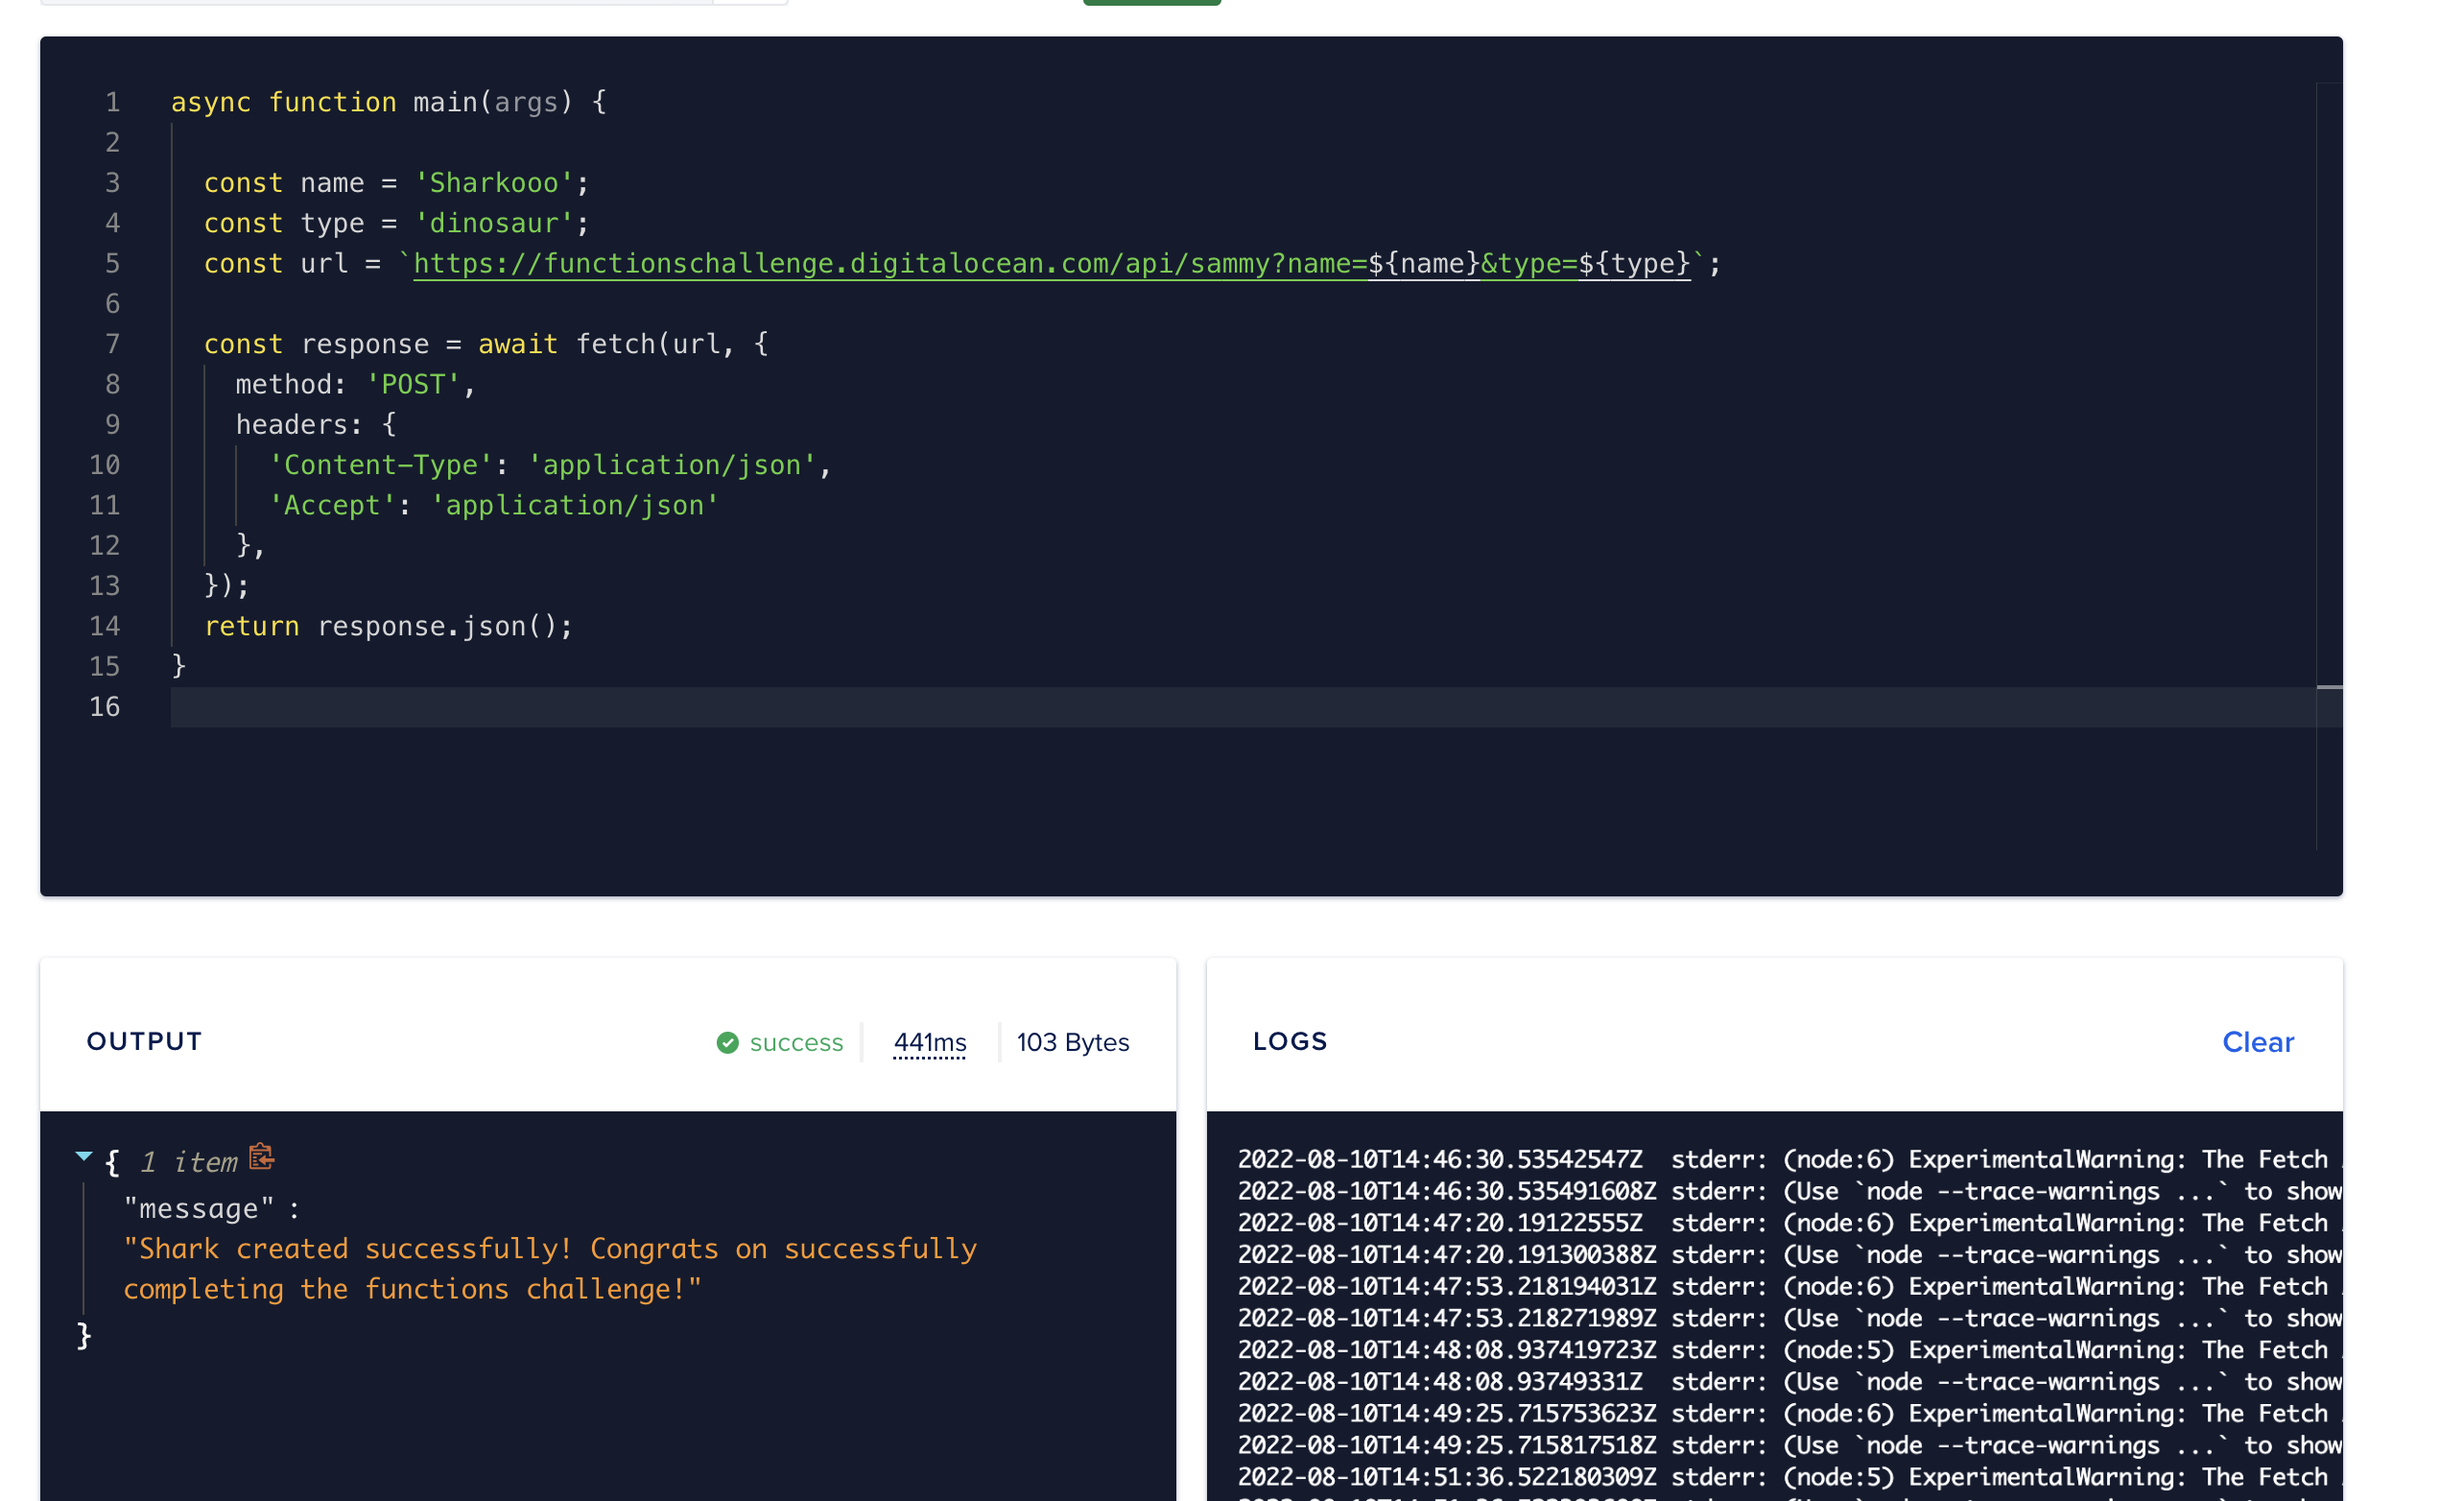 1 async function main(args) {
2
3 const name = 'Sharkooo';
4 const type = 'dinosaur';
5 const url = `https://functionschallenge.digitalocean.com/api/sammy?name=${name}&type=${type}`;
6
7 const response = await fetch(url, {
8 method: 'POST',
9 headers: {
10 'Content-Type': 'application/json',
11 'Accept': 'application/json'
12 },
13 });
14 return response.json();
15 }
16
OUTPUT success 441ms 103 Bytes
{ 1 item
"message" :
"Shark created successfully! Congrats on successfully
completing the functions challenge!"
}
LOGS Clear
2022-08-10T14:46:30.53542547Z stderr: (node:6) ExperimentalWarning: The Fetch
2022-08-10T14:46:30.535491608Z stderr: (Use `node --trace-warnings ...` to show
2022-08-10T14:47:20.19122555Z stderr: (node:6) ExperimentalWarning: The Fetch
2022-08-10T14:47:20.191300388Z stderr: (Use `node --trace-warnings ...` to show
2022-08-10T14:47:53.218194031Z stderr: (node:6) ExperimentalWarning: The Fetch
2022-08-10T14:47:53.218271989Z stderr: (Use `node --trace-warnings ...` to show
2022-08-10T14:48:08.937419723Z stderr: (node:5) ExperimentalWarning: The Fetch
2022-08-10T14:48:08.93749331Z stderr: (Use `node --trace-warnings ...` to show
2022-08-10T14:49:25.715753623Z stderr: (node:6) ExperimentalWarning: The Fetch
2022-08-10T14:49:25.715817518Z stderr: (Use `node --trace-warnings ...` to show
2022-08-10T14:51:36.522180309Z stderr: (node:5) ExperimentalWarning: The Fetch